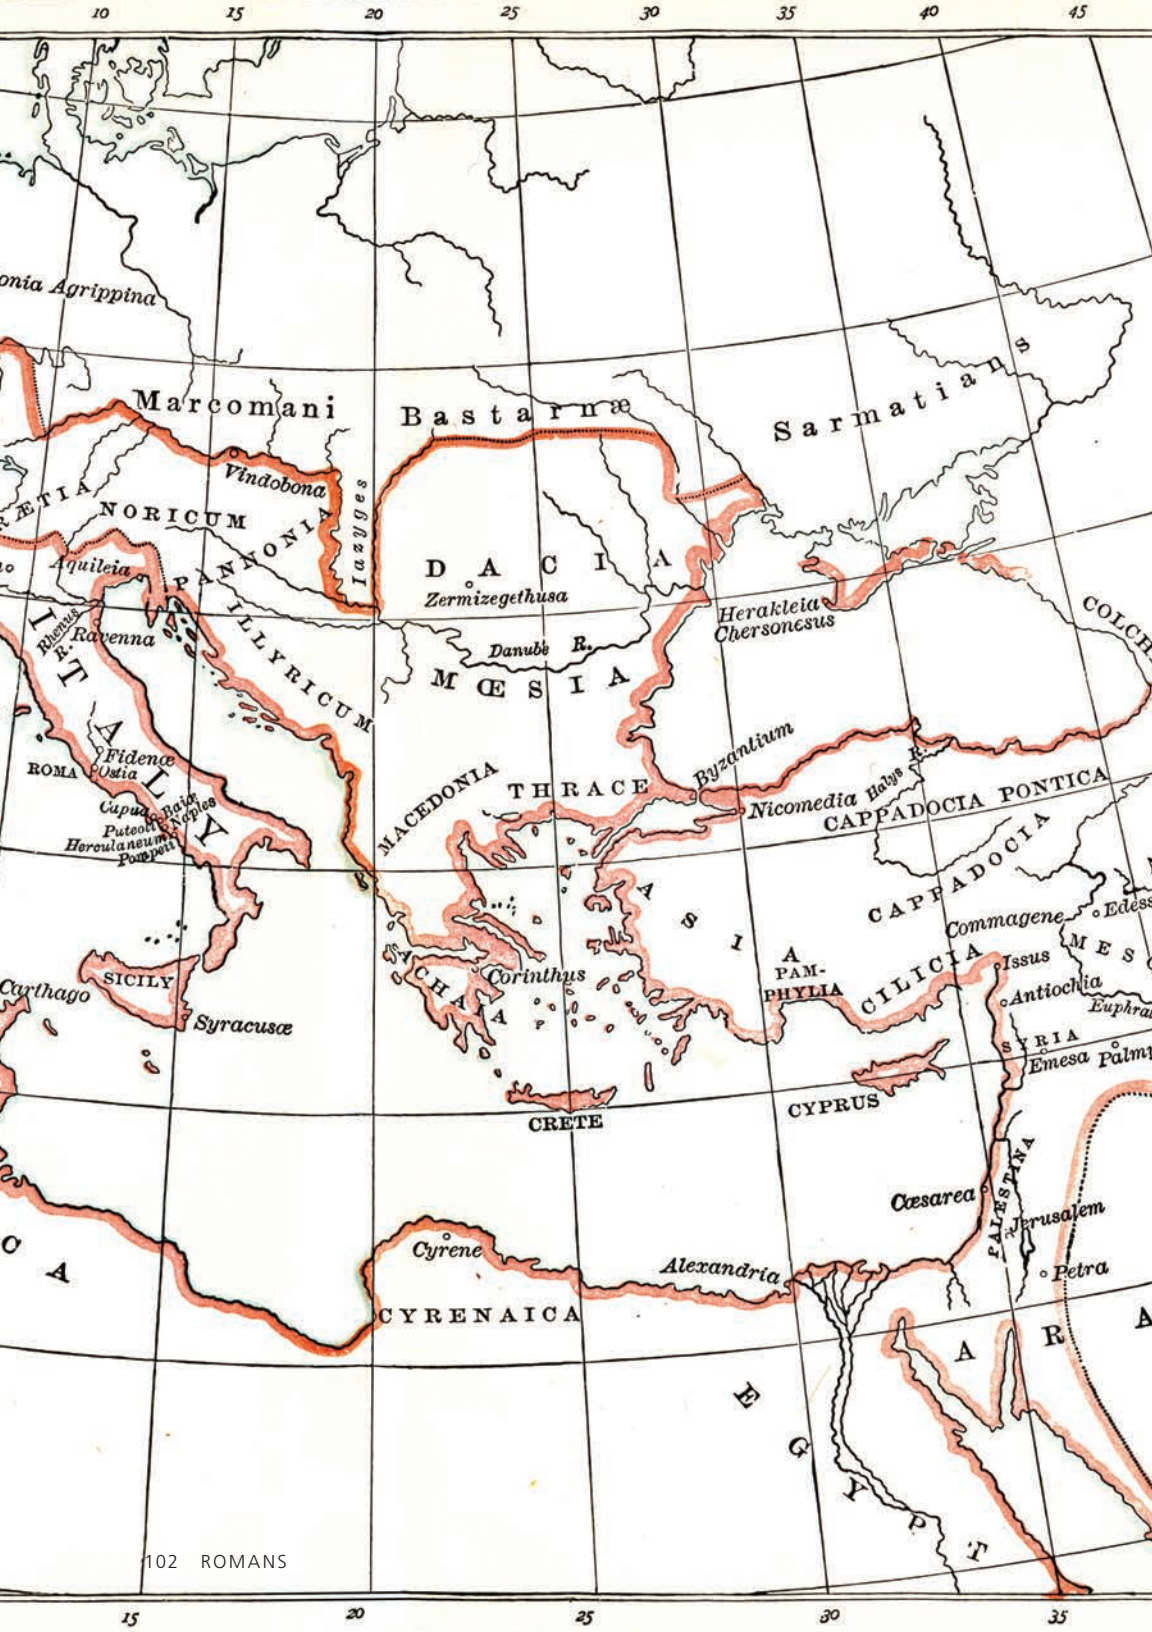 10 15 20 25 30 35 40 45
onia Agrippina
Marcomani
Bastarnæ
Sarmatians
Vindobona
RÆTIA
NORICUM
PANNONIA
Iazyges
DACIA
Zermizegethusa
Aquileia
Herakleia
Chersonesus
COLCH
Rhenus
R.
Ravenna
ILLYRICUM
Danube R.
MŒSIA
ITALY
Fidenæ
ROMA
Ostia
Capua
Baiæ
Puteoli
Naples
Herculaneum
Pompeii
MACEDONIA
THRACE
Byzantium
Nicomedia
Halys R.
CAPPADOCIA PONTICA
CAPPADOCIA
ASIA
Commagene
Edess
MESO
Issus
PAM-
PHYLIA
CILICIA
Antiochia
Euphra
SYRIA
Emesa
Palmy
ACHAIA
Corinthus
SICILY
Carthago
Syracusæ
CRETE
CYPRUS
Cæsarea
PALESTINA
Jerusalem
Petra
CA
Cyrene
CYRENAICA
Alexandria
ARA
EGYPT
102 ROMANS
15 20 25 30 35